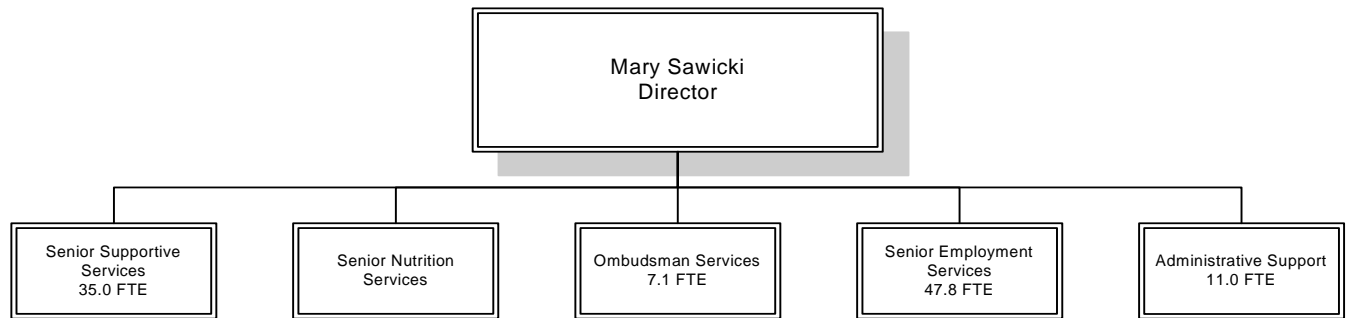 Mary Sawicki
Director
Senior Supportive
Services
35.0 FTE
Senior Nutrition
Services
Ombudsman Services
7.1 FTE
Senior Employment
Services
47.8 FTE
Administrative Support
11.0 FTE